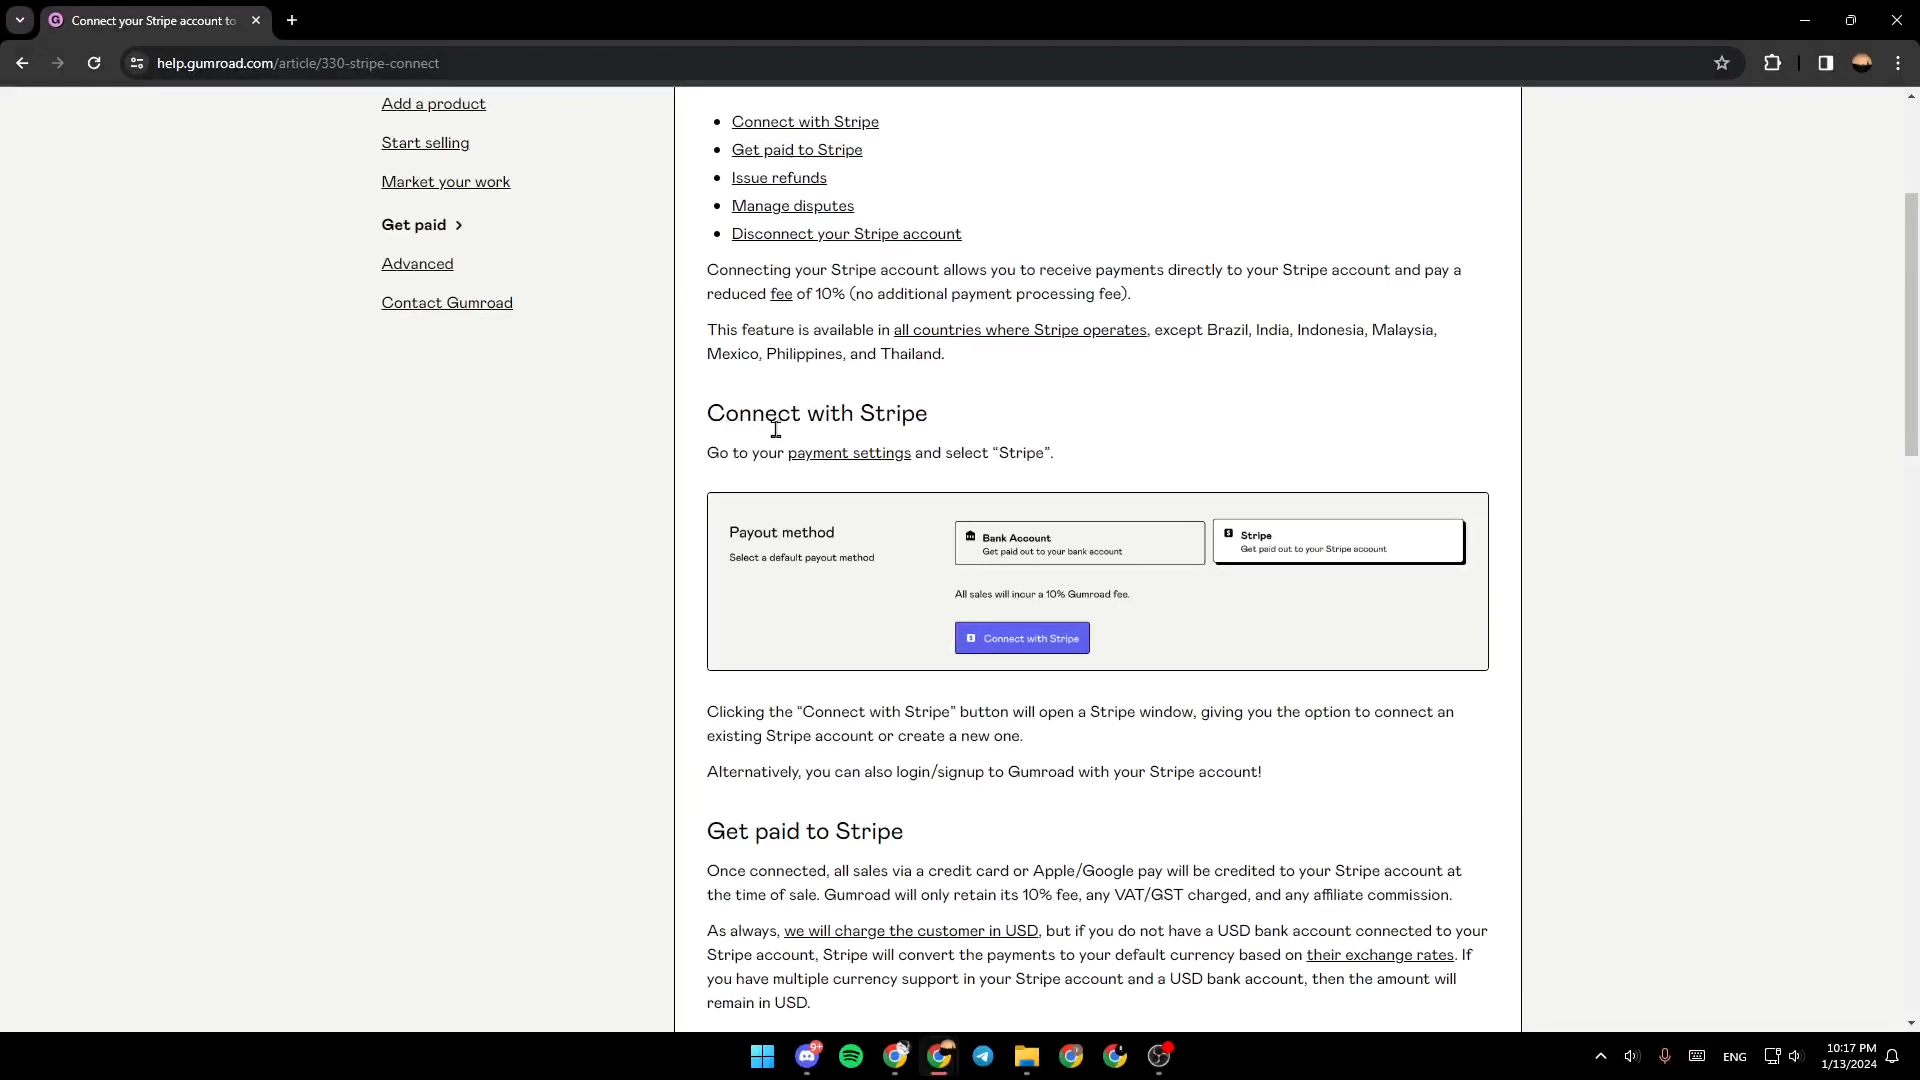 Connect your Stripe account to
help.gumroad.com/article/330-stripe-connect
Add a product
Start selling
Market your work
Get paid
Advanced
Contact Gumroad
Connect with Stripe
Get paid to Stripe
Issue refunds
Manage disputes
Disconnect your Stripe account
Connecting your Stripe account allows you to receive payments directly to your Stripe account and pay a
reduced fee of 10% (no additional payment processing fee).
This feature is available in all countries where Stripe operates, except Brazil, India, Indonesia, Malaysia,
Mexico, Philippines, and Thailand.
Connect with Stripe
Go to your payment settings and select “Stripe”.
Payout method
Select a default payout method
Bank Account
Get paid out to your bank account
Stripe
Get paid out to your Stripe account
All sales will incur a 10% Gumroad fee.
Connect with Stripe
Clicking the “Connect with Stripe” button will open a Stripe window, giving you the option to connect an
existing Stripe account or create a new one.
Alternatively, you can also login/signup to Gumroad with your Stripe account!
Get paid to Stripe
Once connected, all sales via a credit card or Apple/Google pay will be credited to your Stripe account at
the time of sale. Gumroad will only retain its 10% fee, any VAT/GST charged, and any affiliate commission.
As always, we will charge the customer in USD, but if you do not have a USD bank account connected to your
Stripe account, Stripe will convert the payments to your default currency based on their exchange rates. If
you have multiple currency support in your Stripe account and a USD bank account, then the amount will
remain in USD.
9+
ENG
10:17 PM
1/13/2024